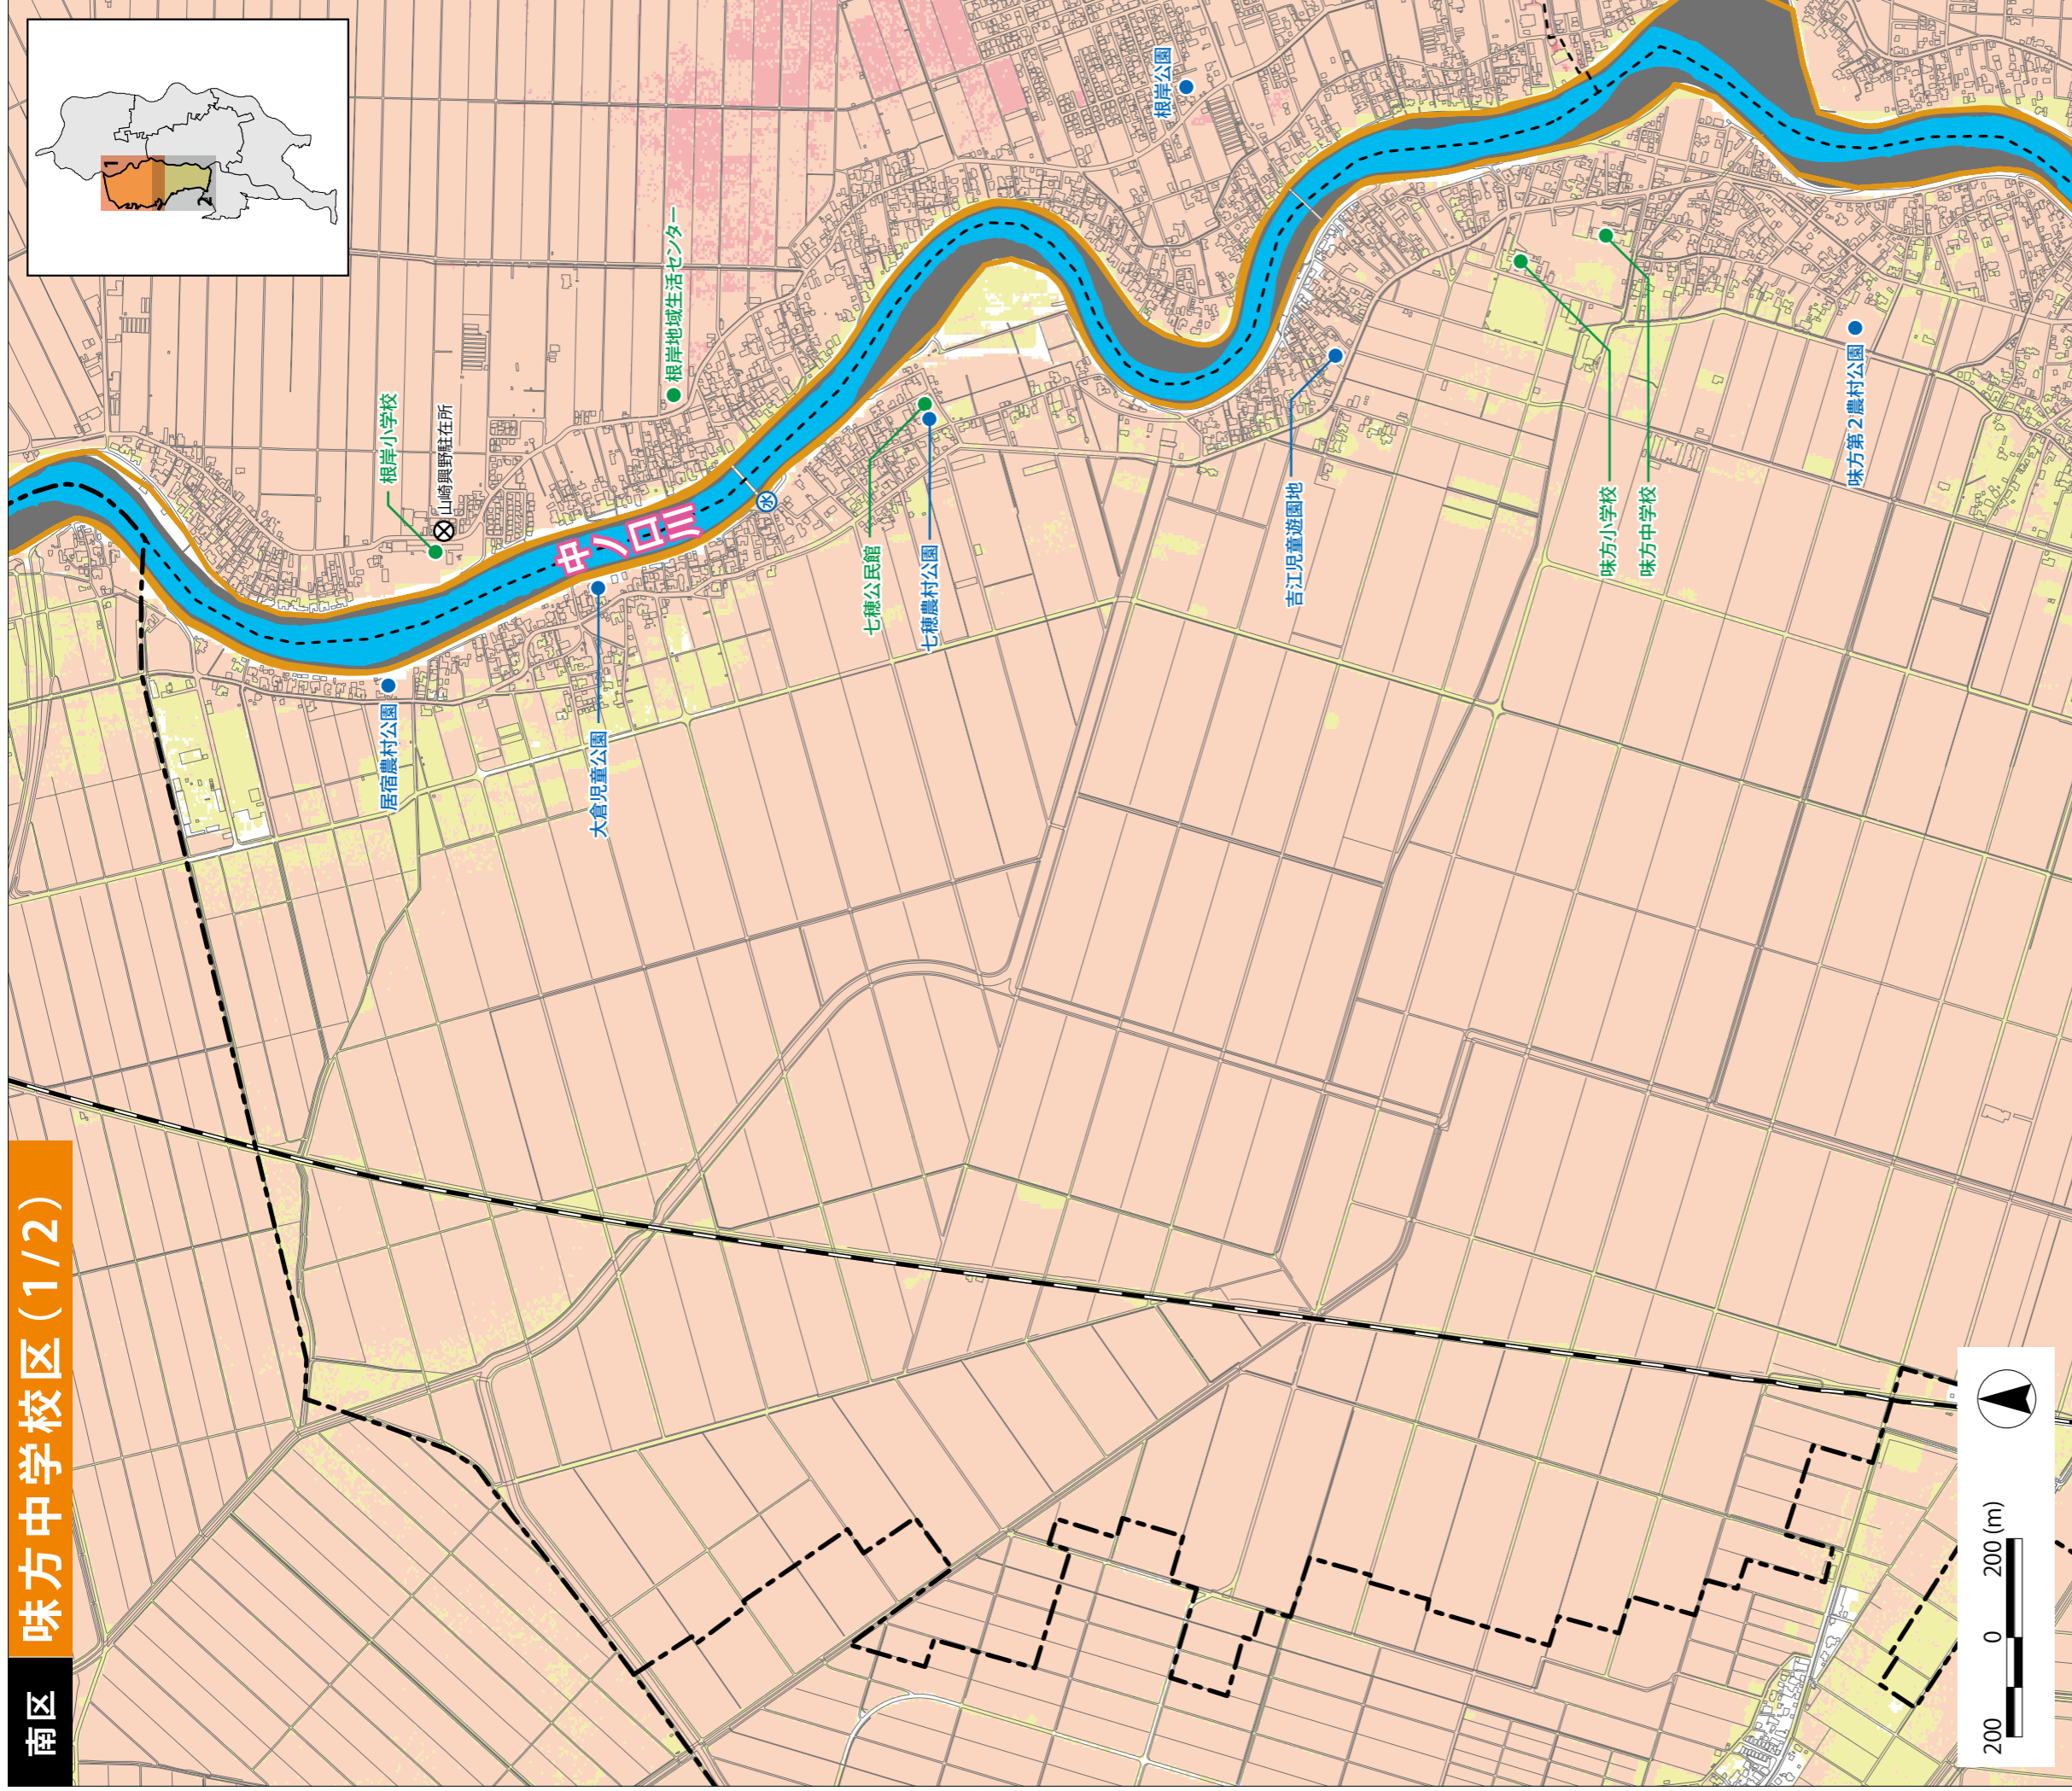 南区
味方中学校区（1/2）
1
2
根岸小学校
山崎興野駐在所
根岸地域生活センター
根岸公園
中ノ口川
水
居宿農村公園
大倉児童公園
七穂公民館
七穂農村公園
吉江児童遊園地
味方小学校
味方中学校
味方第2農村公園
200 0 200 (m)